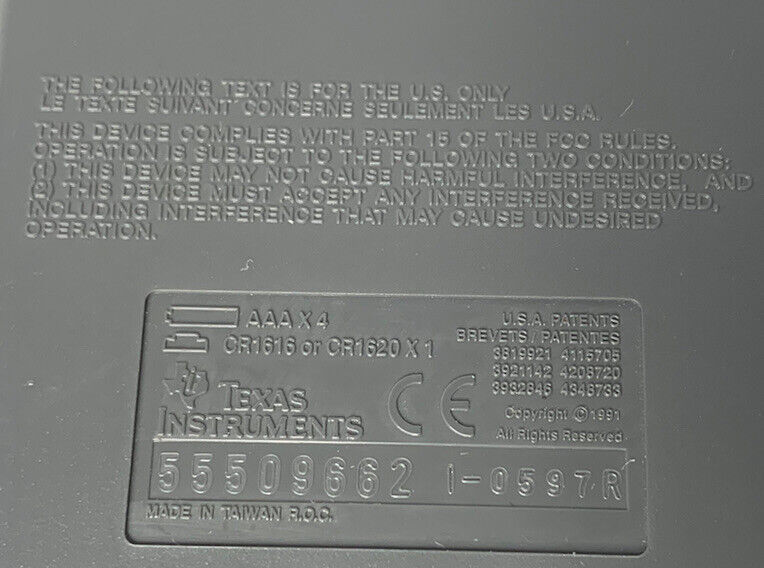 THE FOLLOWING TEXT IS FOR THE U.S. ONLY
LE TEXTE SUIVANT CONCERNE SEULEMENT LES U.S.A.
THIS DEVICE COMPLIES WITH PART 15 OF THE FCC RULES.
OPERATION IS SUBJECT TO THE FOLLOWING TWO CONDITIONS:
(1) THIS DEVICE MAY NOT CAUSE HARMFUL INTERFERENCE, AND
(2) THIS DEVICE MUST ACCEPT ANY INTERFERENCE RECEIVED,
INCLUDING INTERFERENCE THAT MAY CAUSE UNDESIRED
OPERATION.
AAA X 4
CR1616 or CR1620 X 1
TEXAS
INSTRUMENTS
CE
U.S.A. PATENTS
BREVETS / PATENTES
3819921 4115705
3921142 4208720
3932846 4348733
Copyright © 1991
All Rights Reserved
55509662 I-0597R
MADE IN TAIWAN R.O.C.